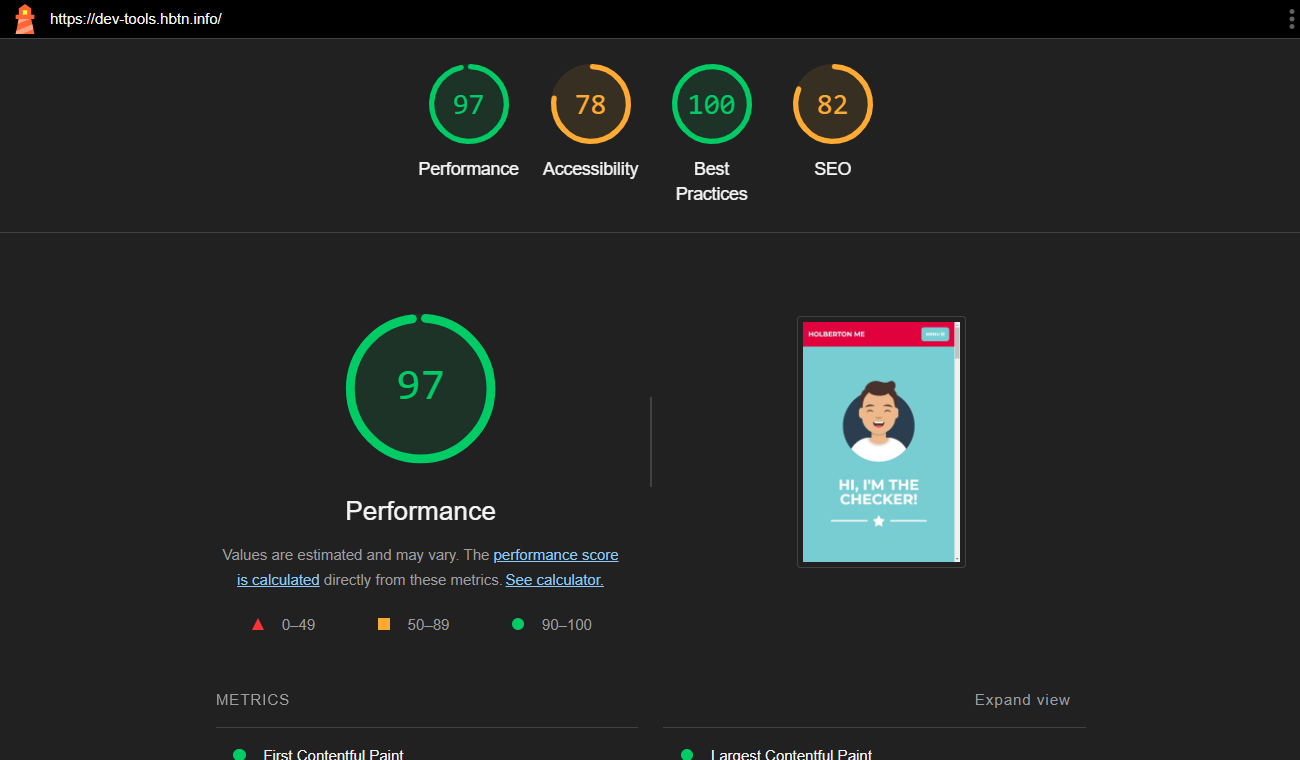 https://dev-tools.hbtn.info/
97
78
100
82
Performance
Accessibility
Best
Practices
SEO
97
Performance
Values are estimated and may vary. The performance score
is calculated directly from these metrics. See calculator.
0–49
50–89
90–100
HOLBERTON ME
HI, I'M THE
CHECKER!
METRICS
Expand view
First Contentful Paint
Largest Contentful Paint